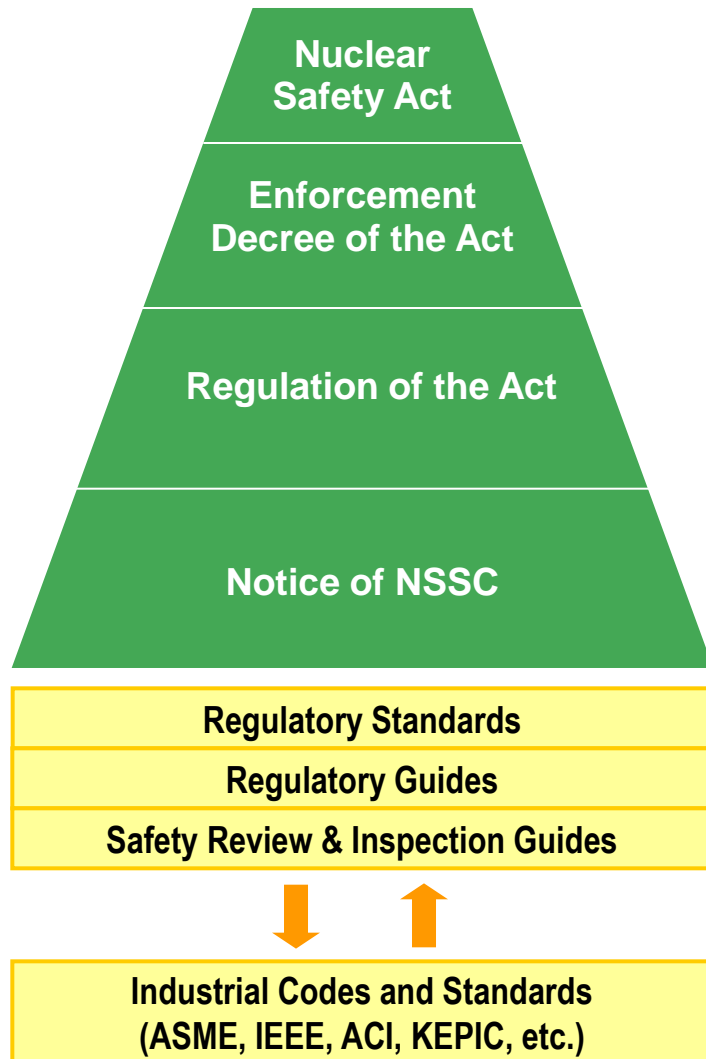 Nuclear
Safety Act
Enforcement
Decree of the Act
Regulation of the Act
Notice of NSSC
Regulatory Standards
Regulatory Guides
Safety Review & Inspection Guides
Industrial Codes and Standards
(ASME, IEEE, ACI, KEPIC, etc.)